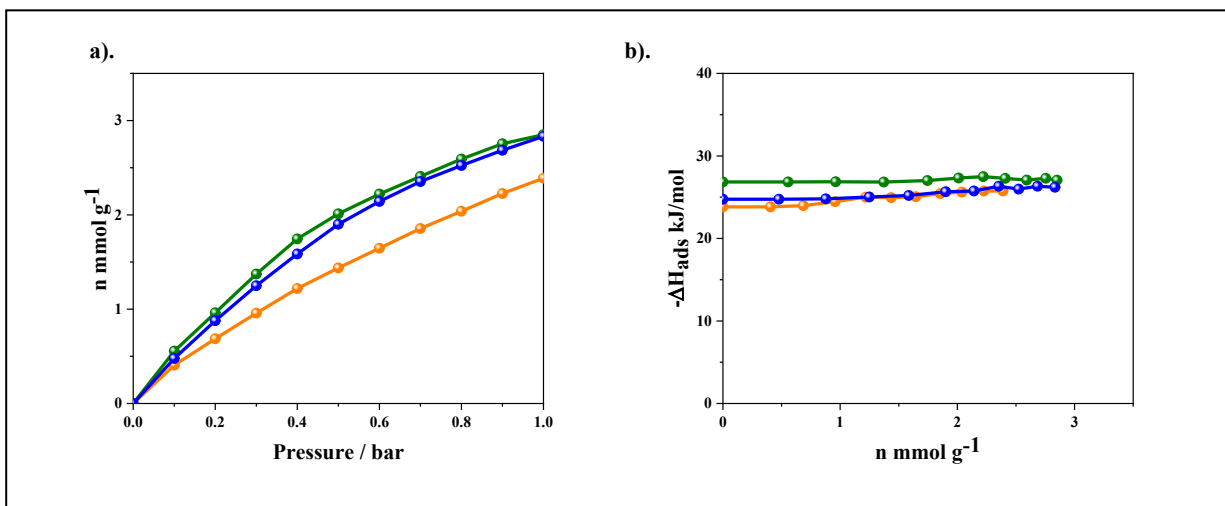 a).
n mmol g-1
3
2
1
0
0.0 0.2 0.4 0.6 0.8 1.0
Pressure / bar
b).
-ΔHads kJ/mol
40
30
20
10
0
0 1 2 3
n mmol g-1